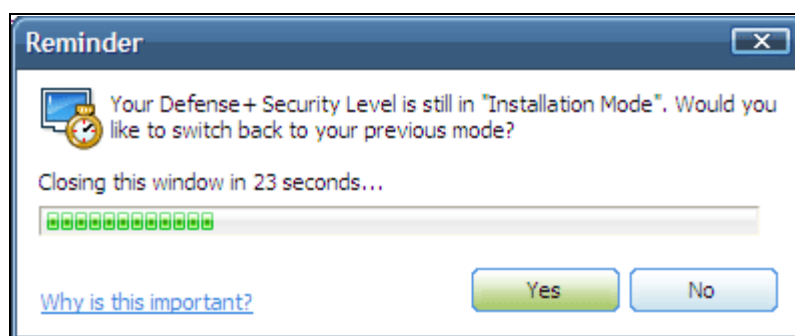 Reminder
Your Defense+ Security Level is still in "Installation Mode". Would you
like to switch back to your previous mode?
Closing this window in 23 seconds...
Why is this important?
Yes
No